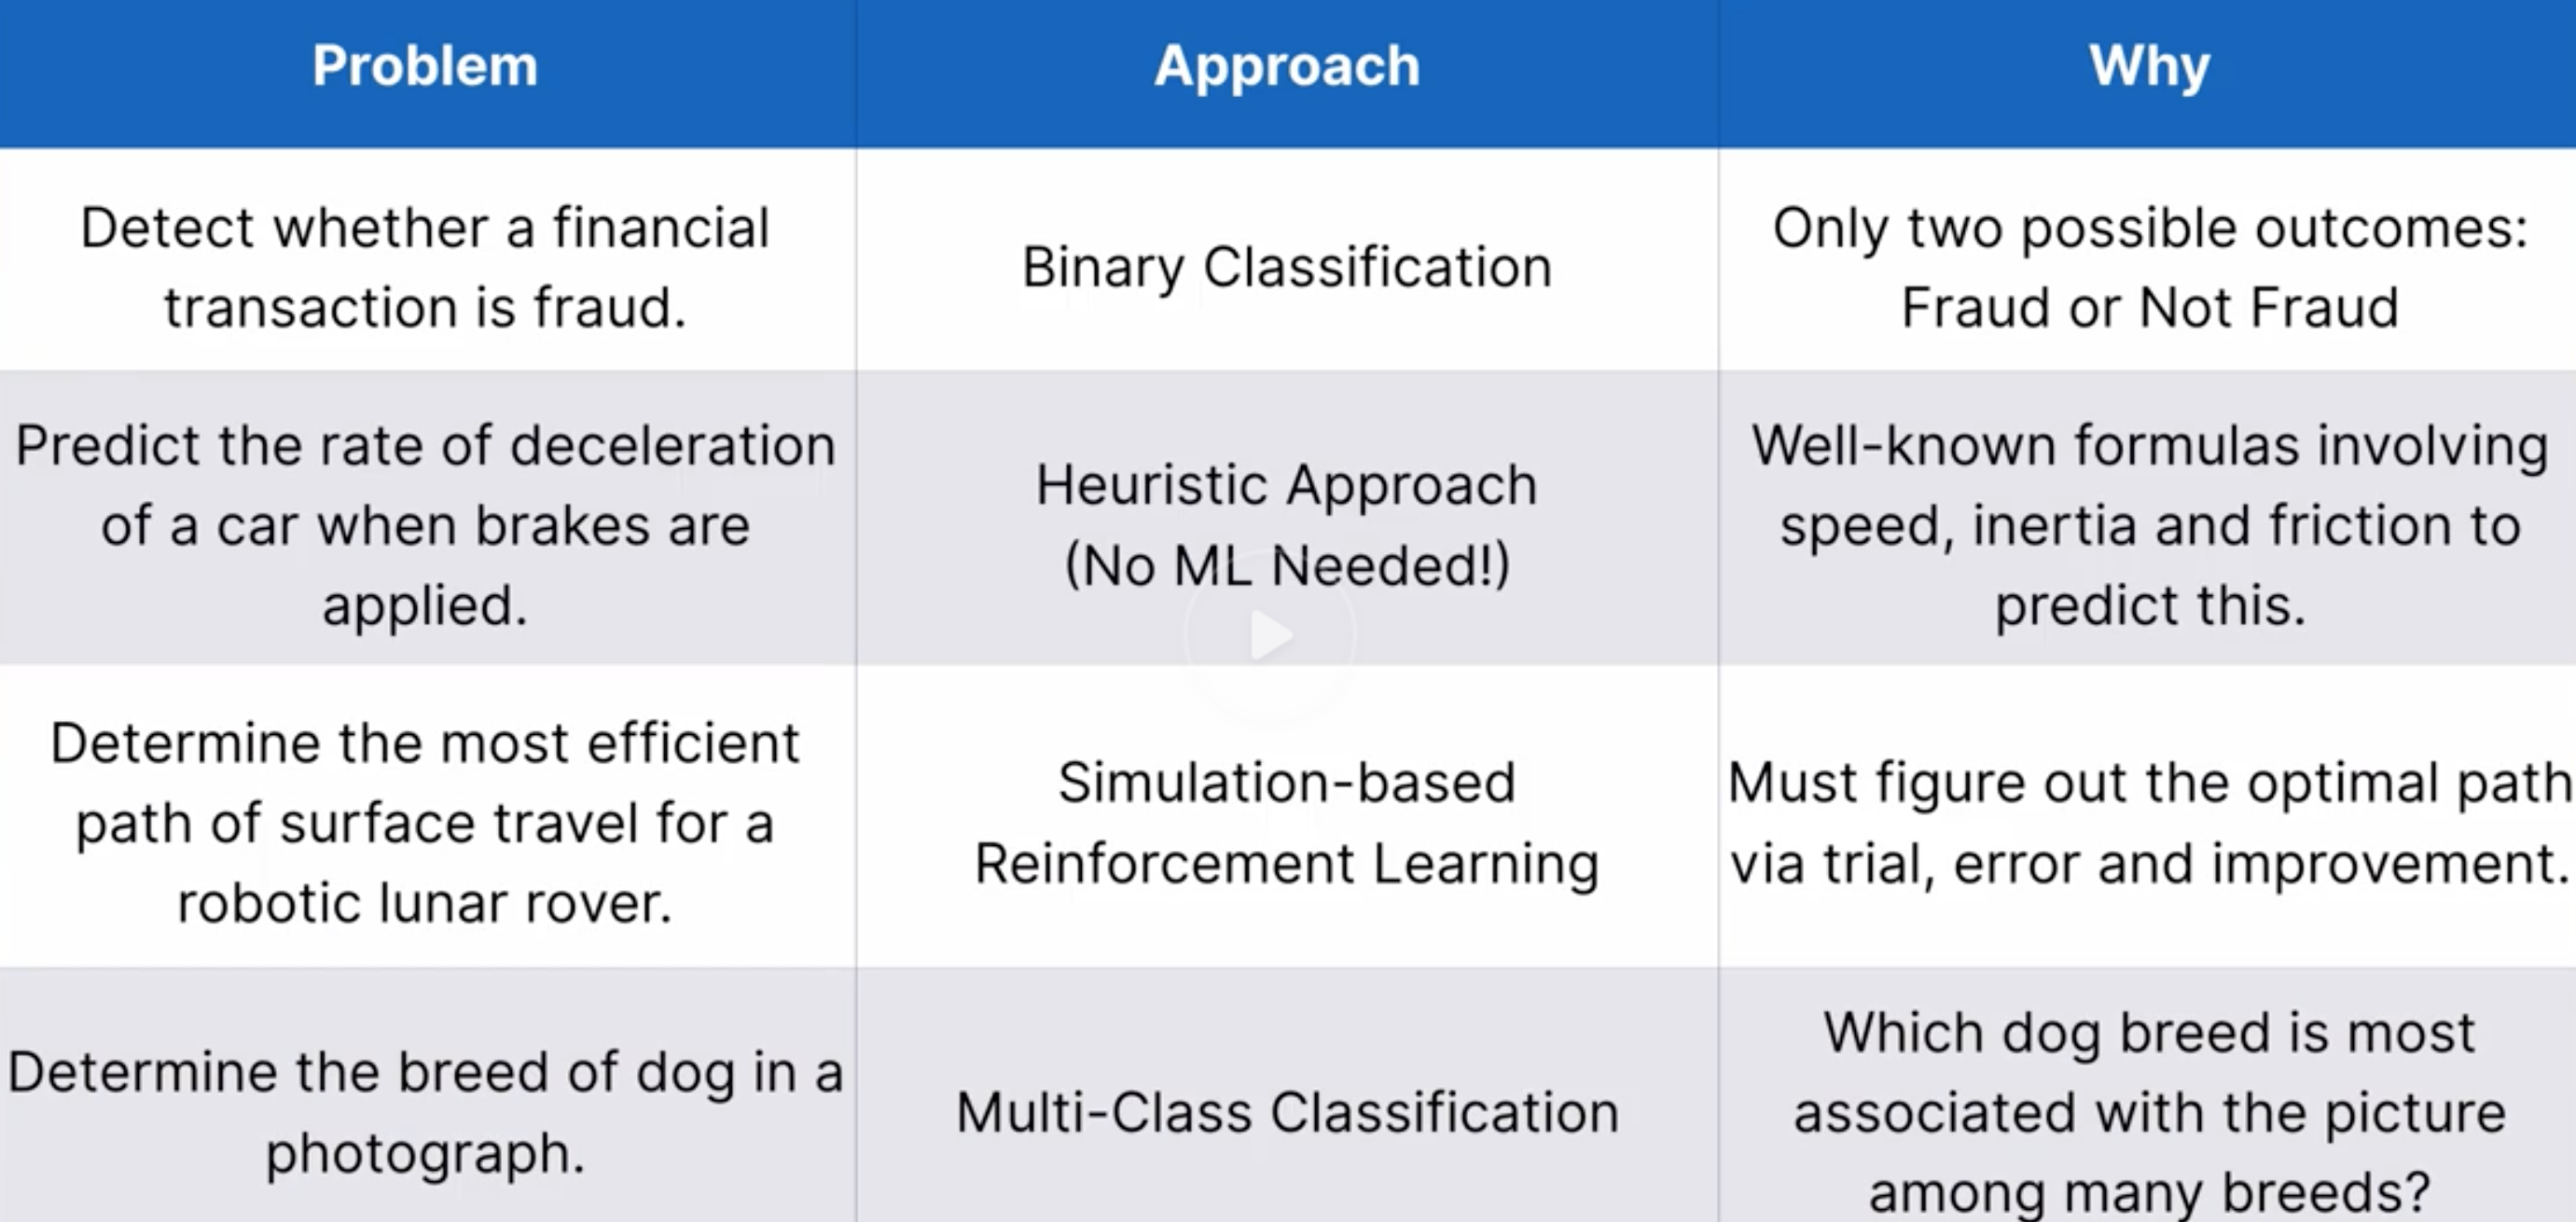 Problem
Approach
Why
Detect whether a financial
transaction is fraud.
Binary Classification
Only two possible outcomes:
Fraud or Not Fraud
Predict the rate of deceleration
of a car when brakes are
applied.
Heuristic Approach
(No ML Needed!)
Well-known formulas involving
speed, inertia and friction to
predict this.
Determine the most efficient
path of surface travel for a
robotic lunar rover.
Simulation-based
Reinforcement Learning
Must figure out the optimal path
via trial, error and improvement.
Determine the breed of dog in a
photograph.
Multi-Class Classification
Which dog breed is most
associated with the picture
among many breeds?